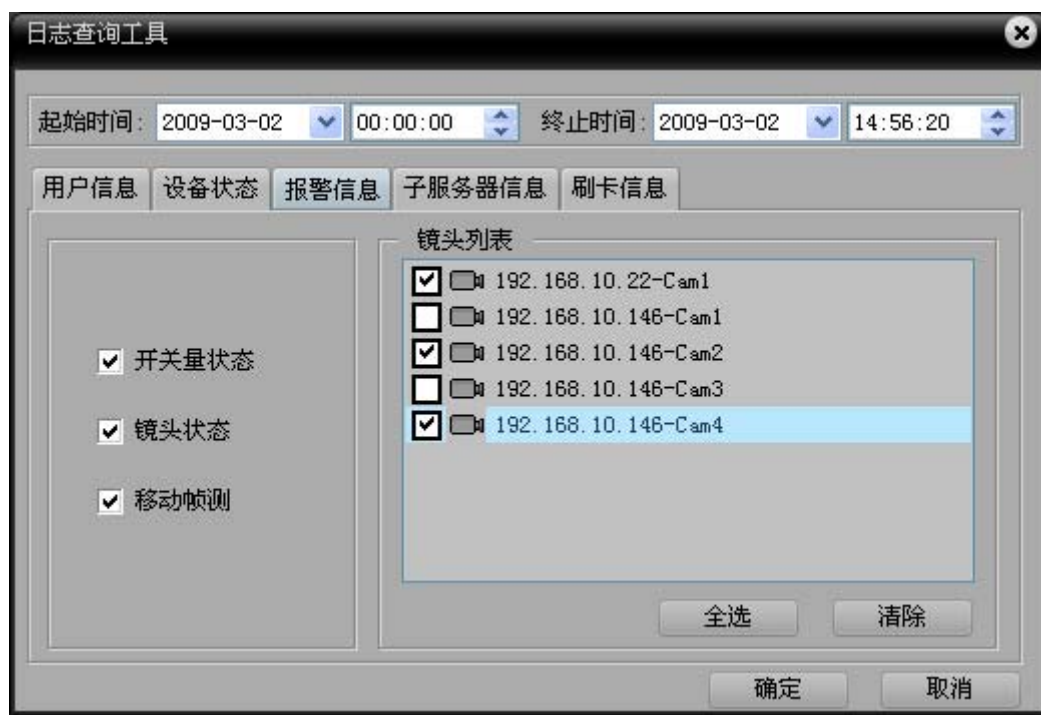 日志查询工具
起始时间: 2009-03-02 00:00:00 终止时间: 2009-03-02 14:56:20
用户信息 设备状态 报警信息 子服务器信息 刷卡信息
镜头列表
192.168.10.22-Cam1
192.168.10.146-Cam1
开关量状态 192.168.10.146-Cam2
192.168.10.146-Cam3
镜头状态 192.168.10.146-Cam4
移动帧测
全选 清除
确定 取消